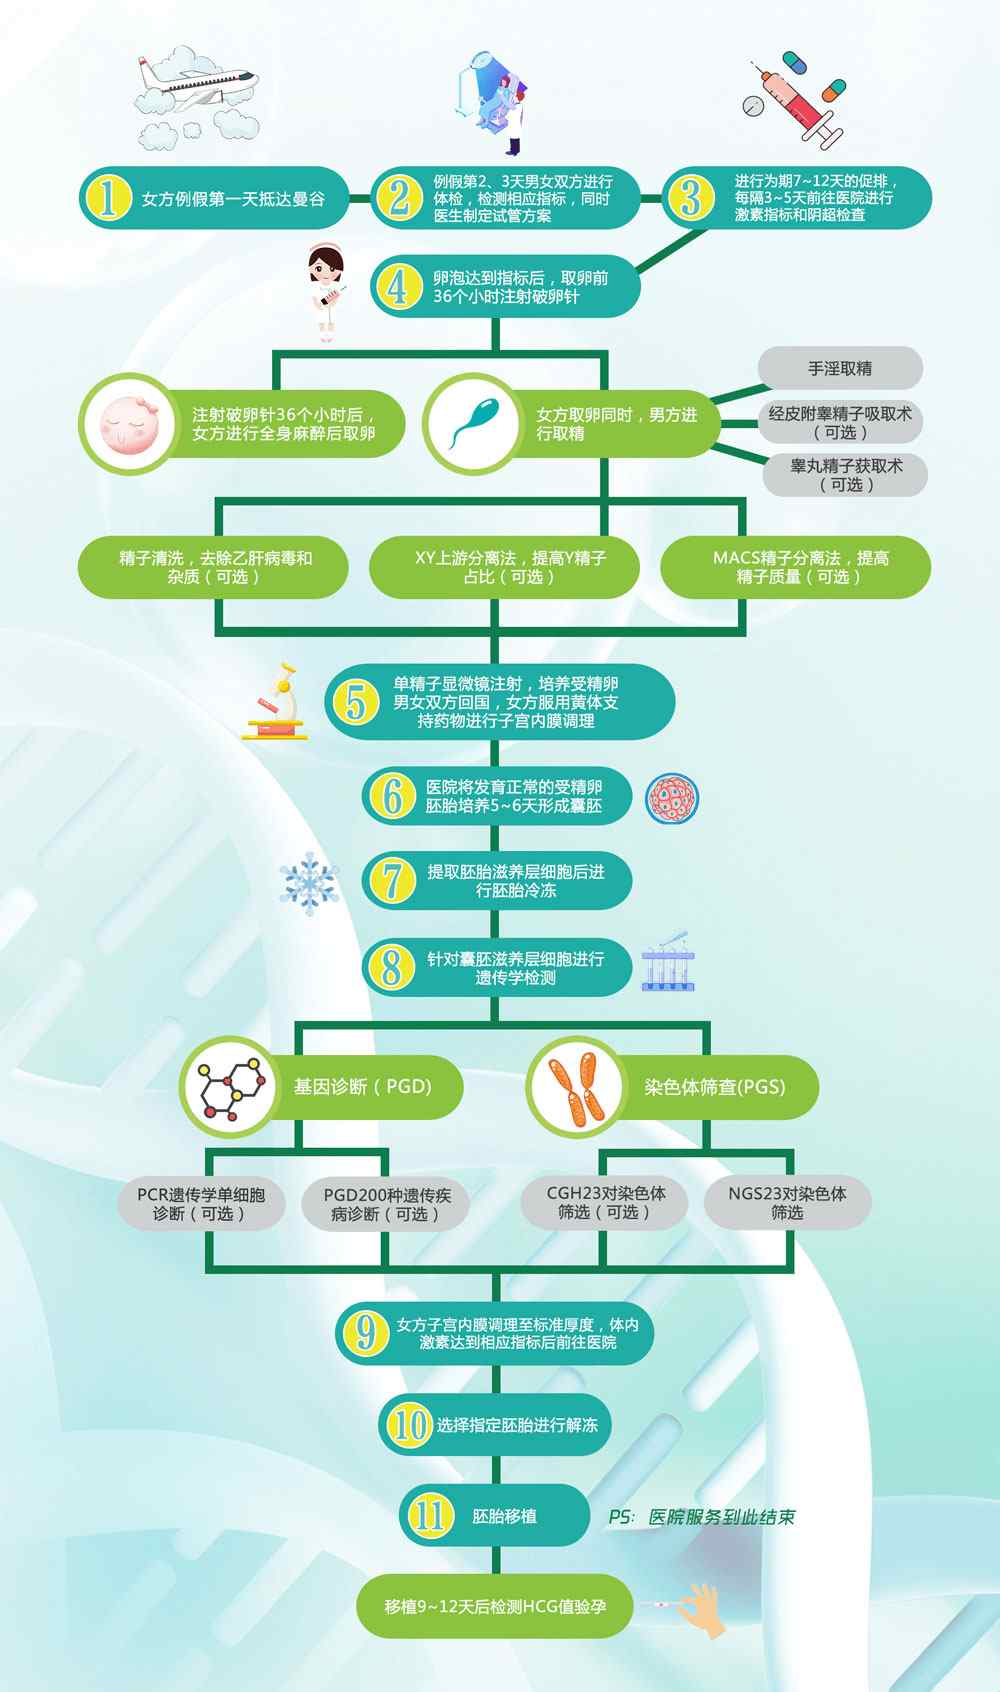 1
女方例假第一天抵达曼谷
2
例假第2、3天男女双方进行
体检，检测相应指标，同时
医生制定试管方案
3
进行为期7~12天的促排，
每隔3~5天前往医院进行
激素指标和阴超检查
4
卵泡达到指标后，取卵前
36个小时注射破卵针
注射破卵针36个小时后，
女方进行全身麻醉后取卵
女方取卵同时，男方进
行取精
手淫取精
经皮附睾精子吸取术
（可选）
睾丸精子获取术
（可选）
精子清洗，去除乙肝病毒和
杂质（可选）
XY上游分离法，提高Y精子
占比（可选）
MACS精子分离法，提高
精子质量（可选）
5
单精子显微镜注射，培养受精卵
男女双方回国，女方服用黄体支
持药物进行子宫内膜调理
6
医院将发育正常的受精卵
胚胎培养5~6天形成囊胚
7
提取胚胎滋养层细胞后进
行胚胎冷冻
8
针对囊胚滋养层细胞进行
遗传学检测
基因诊断（PGD)
染色体筛查(PGS)
PCR遗传学单细胞
诊断（可选）
PGD200种遗传疾
病诊断（可选）
CGH23对染色体
筛选（可选）
NGS23对染色体
筛选
9
女方子宫内膜调理至标准厚度，体内
激素达到相应指标后前往医院
10
选择指定胚胎进行解冻
11
胚胎移植
PS: 医院服务到此结束
移植9~12天后检测HCG值验孕